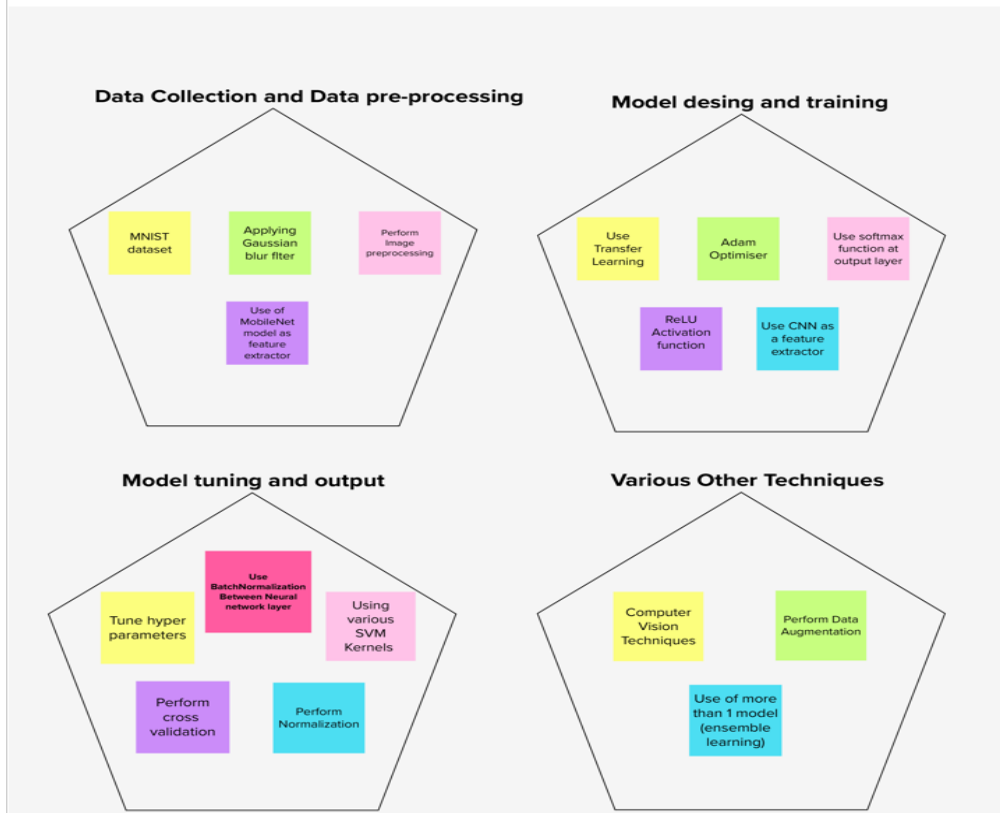 Data Collection and Data pre-processing
MNIST
dataset
Applying
Gaussian
blur flter
Perform
Image
preprocessing
Use of
MobileNet
model as
feature
extractor
Model desing and training
Use
Transfer
Learning
Adam
Optimiser
Use softmax
function at
output layer
ReLU
Activation
function
Use CNN as
a feature
extractor
Model tuning and output
Tune hyper
parameters
Use
BatchNormalization
Between Neural
network layer
Using
various
SVM
Kernels
Perform
cross
validation
Perform
Normalization
Various Other Techniques
Computer
Vision
Techniques
Perform Data
Augmentation
Use of more
than 1 model
(ensemble
learning)